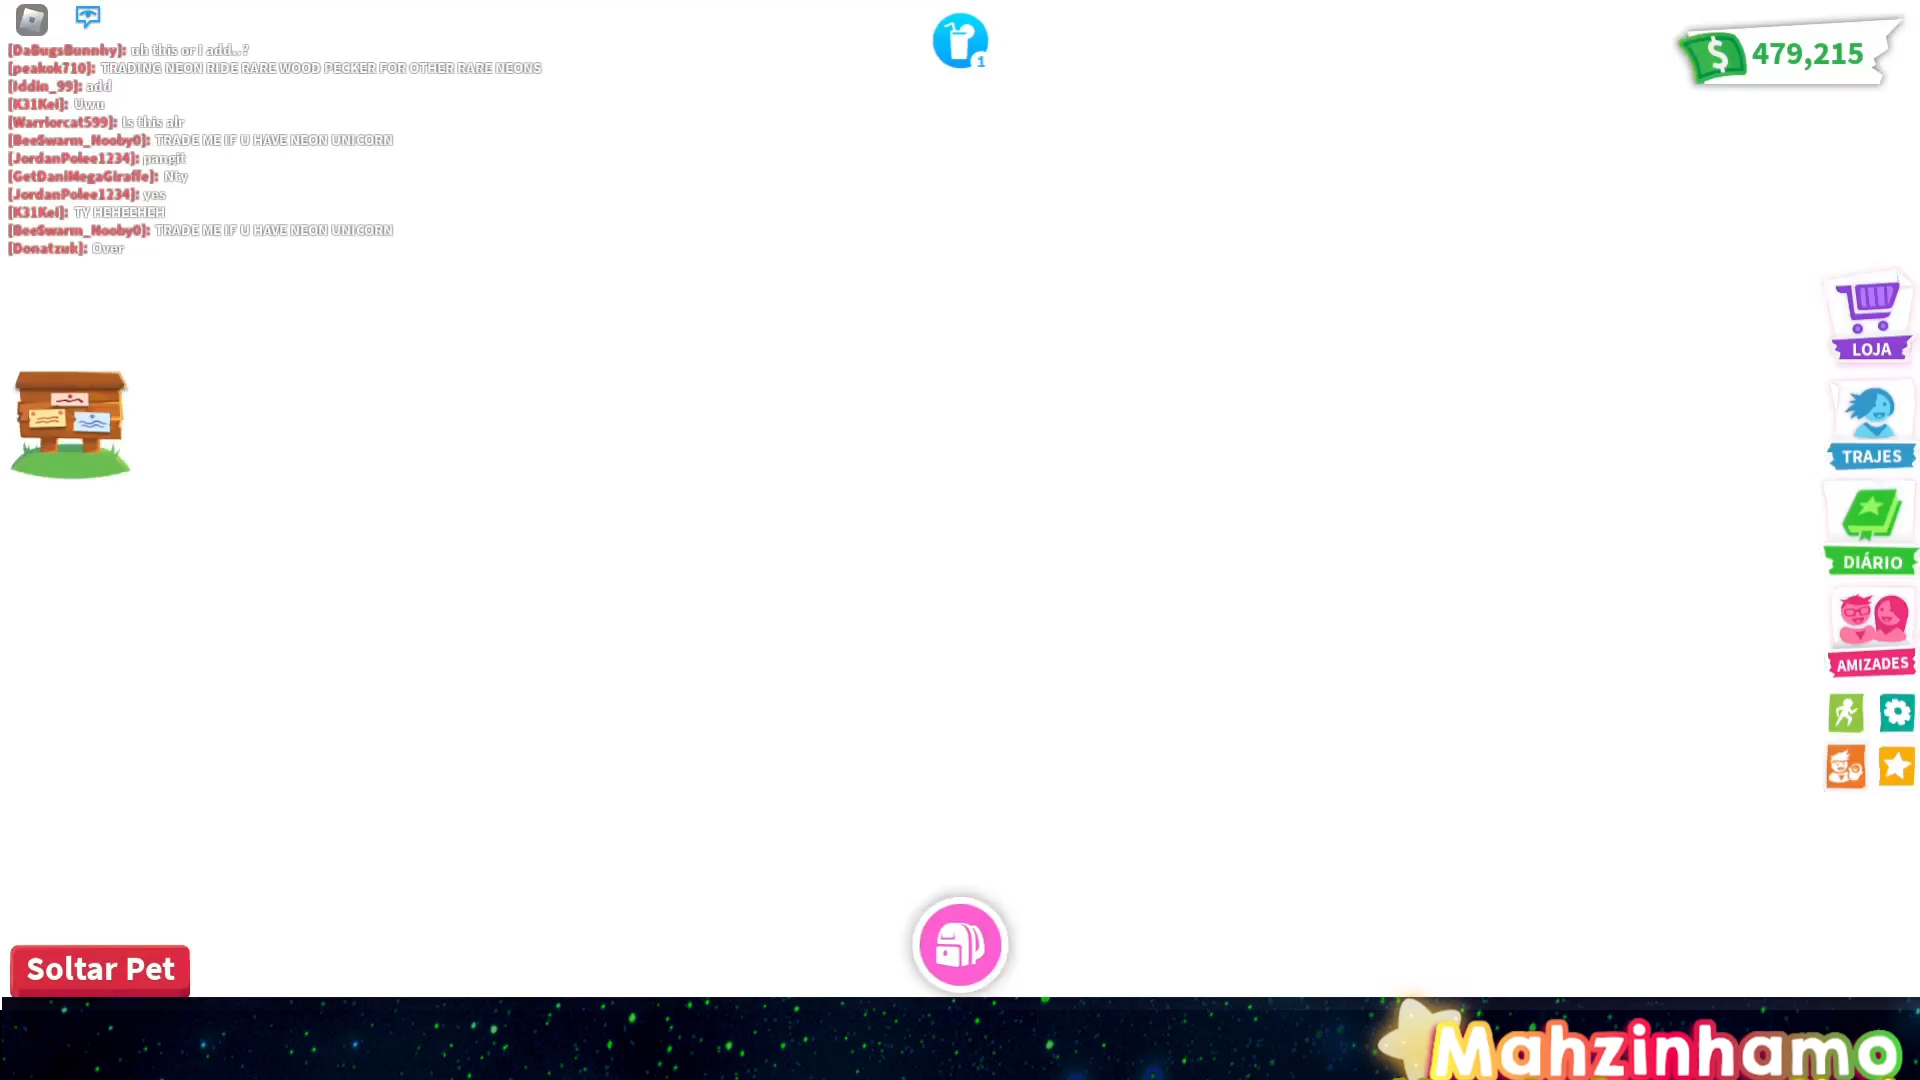 [DaBugsBunnhy]: uh this or I add..?
[peakok710]: TRADING NEON RIDE RARE WOOD PECKER FOR OTHER RARE NEONS
[Iddin_99]: add
[K31Kei]: Uwu
[Warriorcat599]: Is this alr
[BeeSwarm_Nooby0]: TRADE ME IF U HAVE NEON UNICORN
[JordanPolee1234]: pangit
[GetDaniMegaGiraffe]: Nty
[JordanPolee1234]: yes
[K31Kei]: TY HEHEEHEH
[BeeSwarm_Nooby0]: TRADE ME IF U HAVE NEON UNICORN
[Donatzuk]: Over
1
479,215
LOJA
TRAJES
DIÁRIO
AMIZADES
Soltar Pet
Mahzinhamo